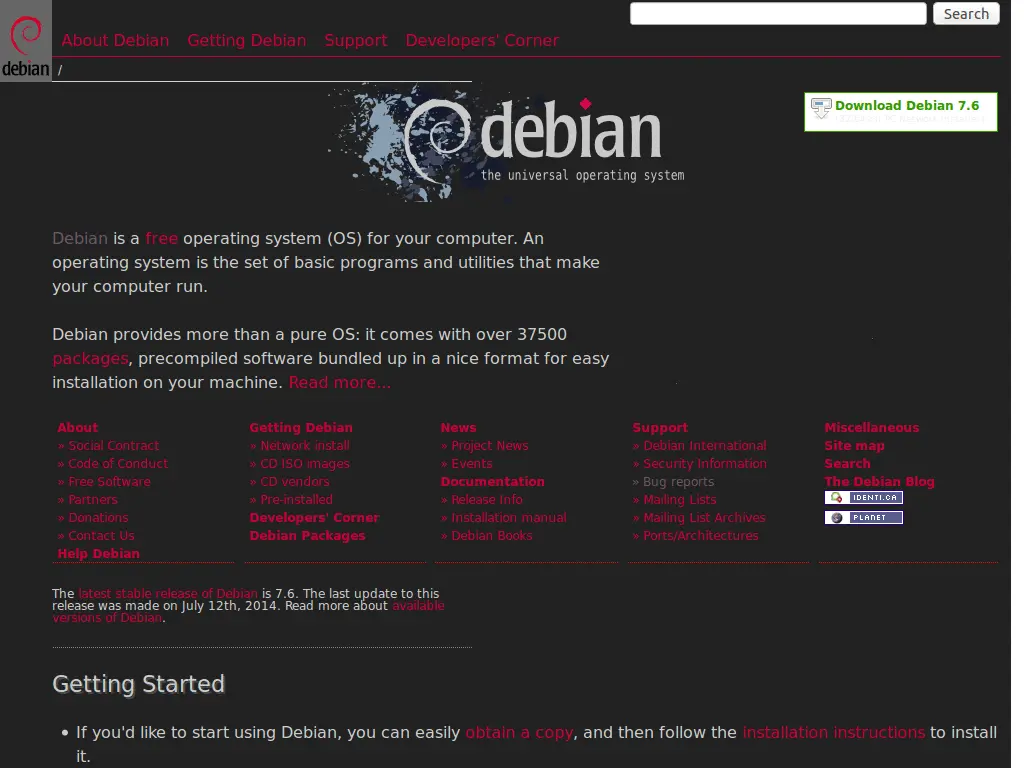 Search
About Debian Getting Debian Support Developers' Corner
debian
/
Download Debian 7.6
debian
the universal operating system
Debian is a free operating system (OS) for your computer. An
operating system is the set of basic programs and utilities that make
your computer run.
Debian provides more than a pure OS: it comes with over 37500
packages, precompiled software bundled up in a nice format for easy
installation on your machine. Read more...
About
» Social Contract
» Code of Conduct
» Free Software
» Partners
» Donations
» Contact Us
Help Debian
Getting Debian
» Network install
» CD ISO images
» CD vendors
» Pre-installed
Developers' Corner
Debian Packages
News
» Project News
» Events
Documentation
» Release Info
» Installation manual
» Debian Books
Support
» Debian International
» Security Information
» Bug reports
» Mailing Lists
» Mailing List Archives
» Ports/Architectures
Miscellaneous
Site map
Search
The Debian Blog
IDENTI.CA
PLANET
The latest stable release of Debian is 7.6. The last update to this
release was made on July 12th, 2014. Read more about available
versions of Debian.
Getting Started
• If you'd like to start using Debian, you can easily obtain a copy, and then follow the installation instructions to install
it.